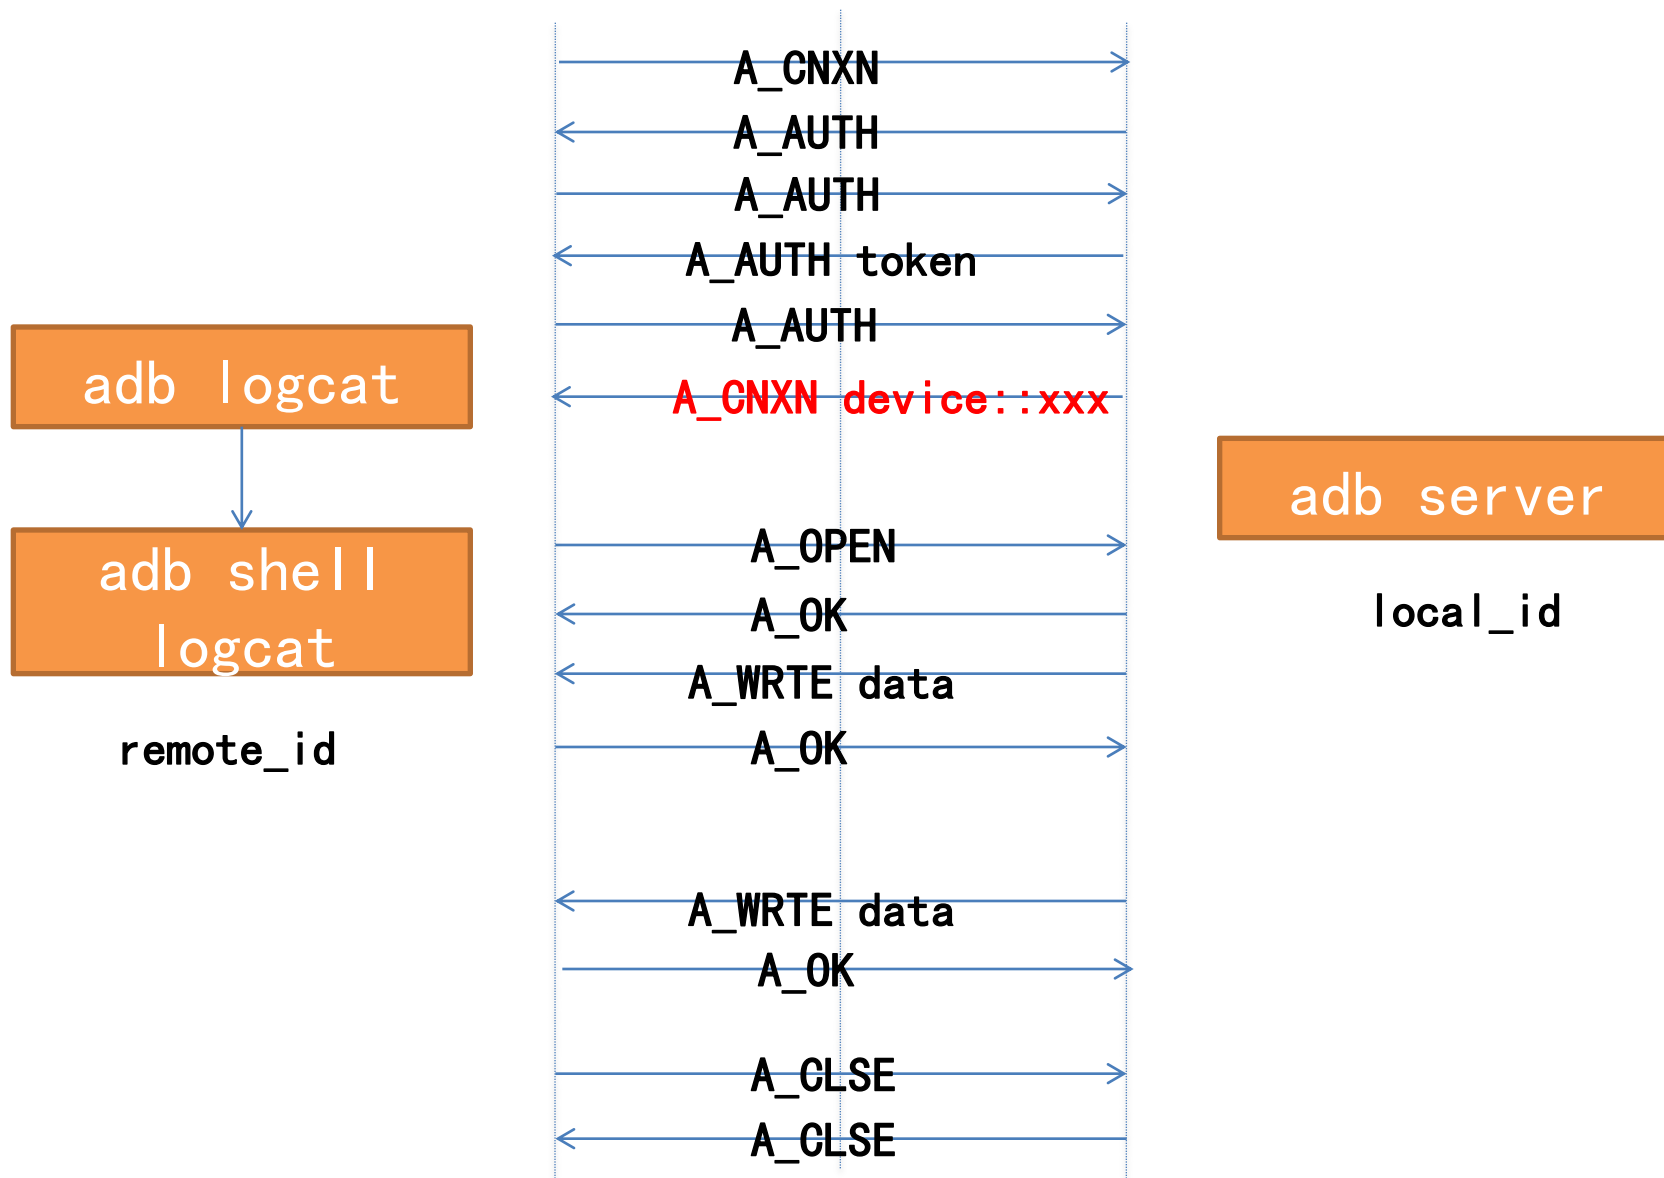 A_CNXN
A_AUTH
A_AUTH
A_AUTH token
A_AUTH
A_CNXN device::xxx
adb logcat
adb shell
logcat
remote_id
adb server
local_id
A_OPEN
A_OK
A_WRTE data
A_OK
A_WRTE data
A_OK
A_CLSE
A_CLSE